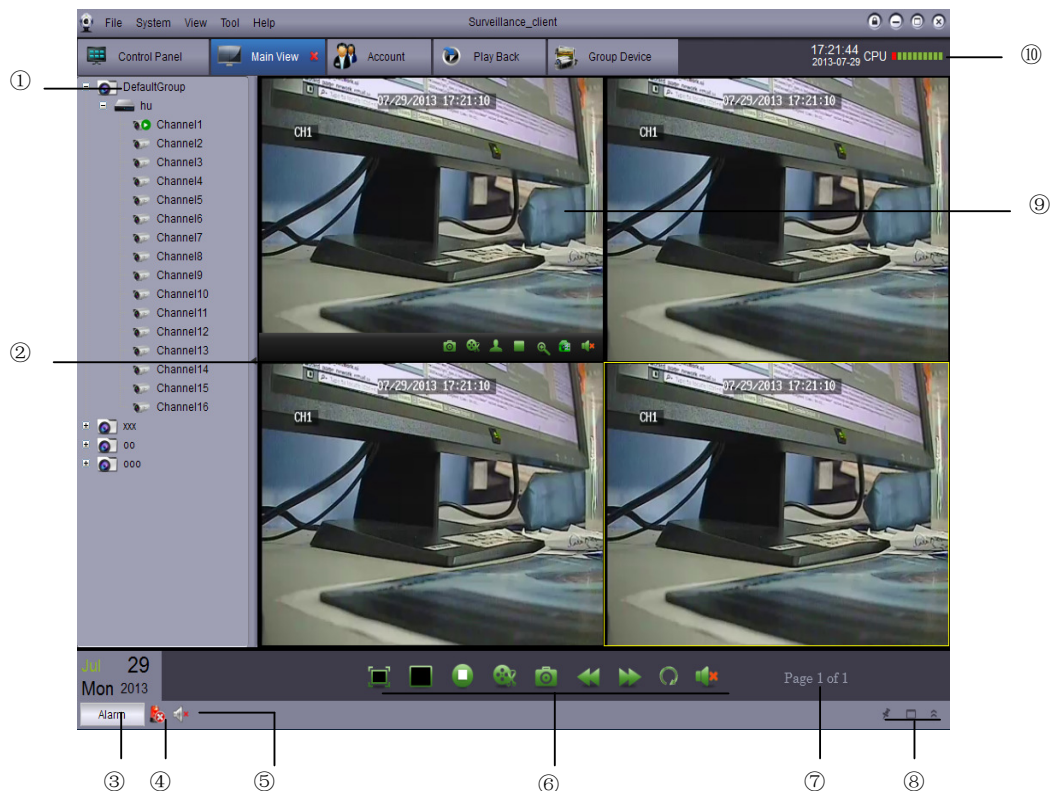 File System View Tool Help Surveillance_client
Control Panel Main View Account Play Back Group Device 17:21:44 2013-07-29 CPU
⑩
①
DefaultGroup
hu
Channel1
Channel2
Channel3
Channel4
Channel5
Channel6
Channel7
Channel8
Channel9
Channel10
Channel11
Channel12
Channel13
Channel14
Channel15
Channel16
xxx
oo
ooo
②
07/29/2013 17:21:10
CH1
07/29/2013 17:21:10
CH1
⑨
07/29/2013 17:21:10
CH1
07/29/2013 17:21:10
CH1
Jul 29
Mon 2013
Page 1 of 1
Alarm
③ ④ ⑤ ⑥ ⑦ ⑧